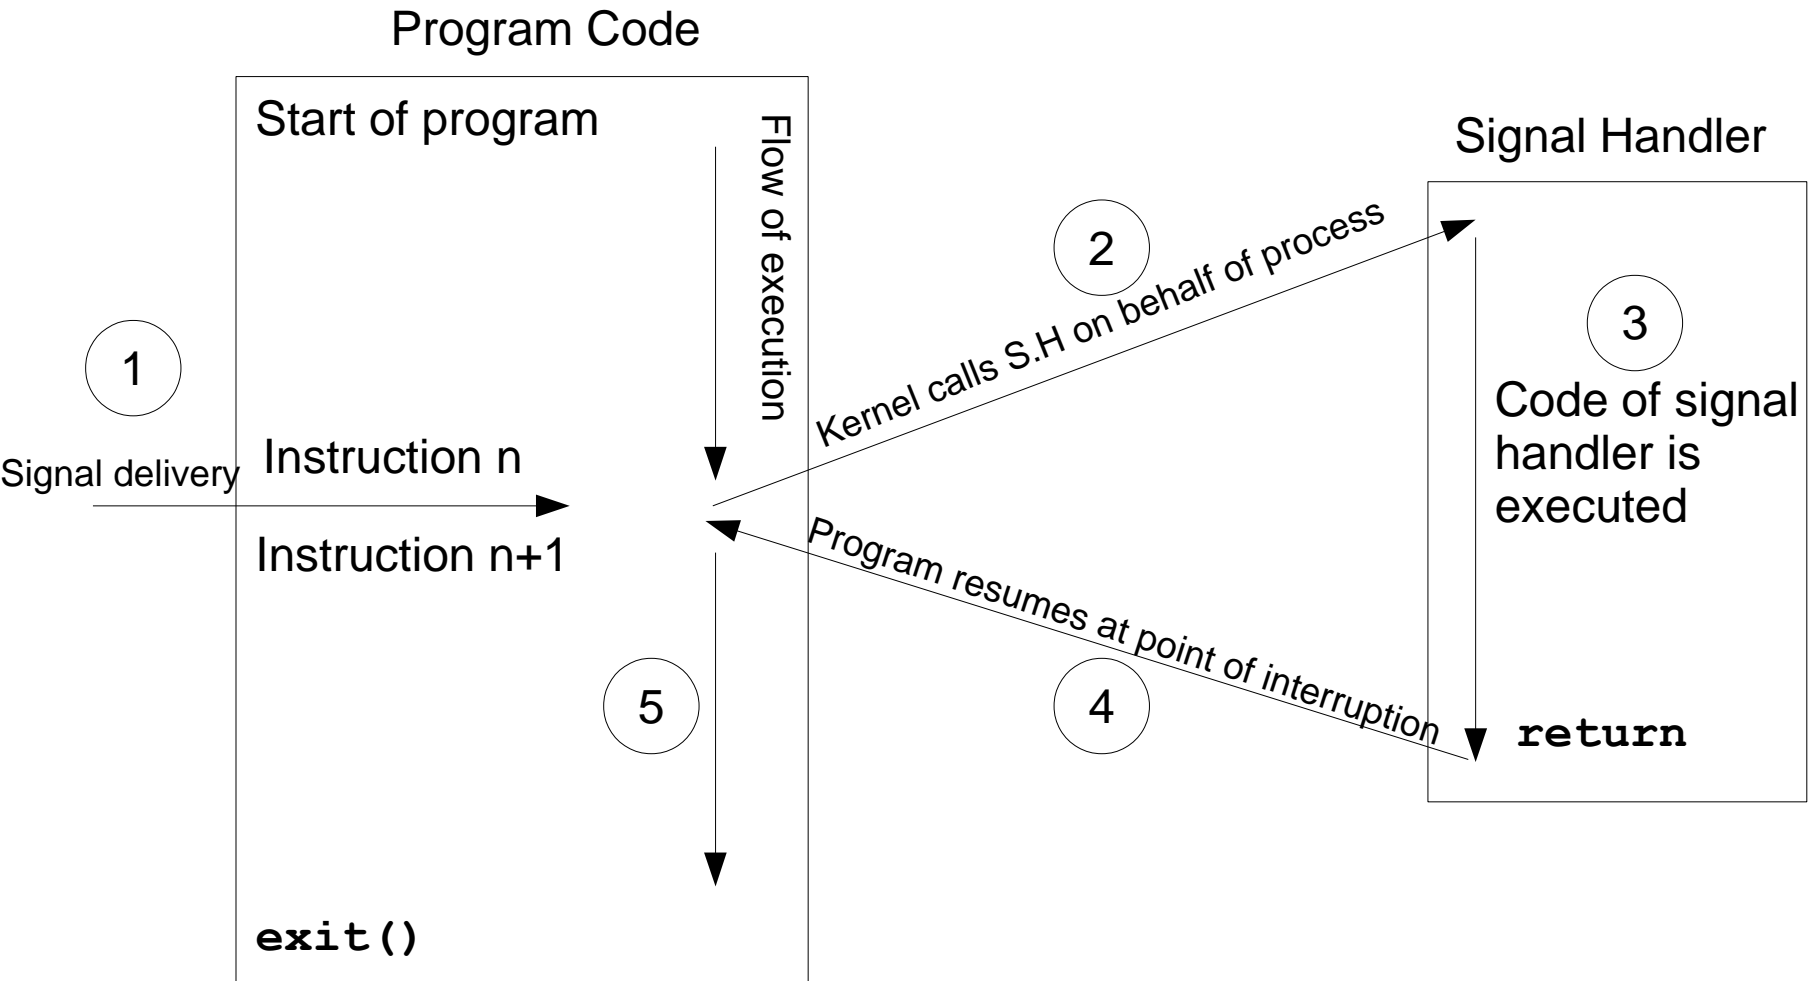 Program Code
Start of program
Flow of execution
Signal Handler
1
Signal delivery
Instruction n
Instruction n+1
2
Kernel calls S.H on behalf of process
3
Code of signal
handler is
executed
return
Program resumes at point of interruption
4
5
exit()